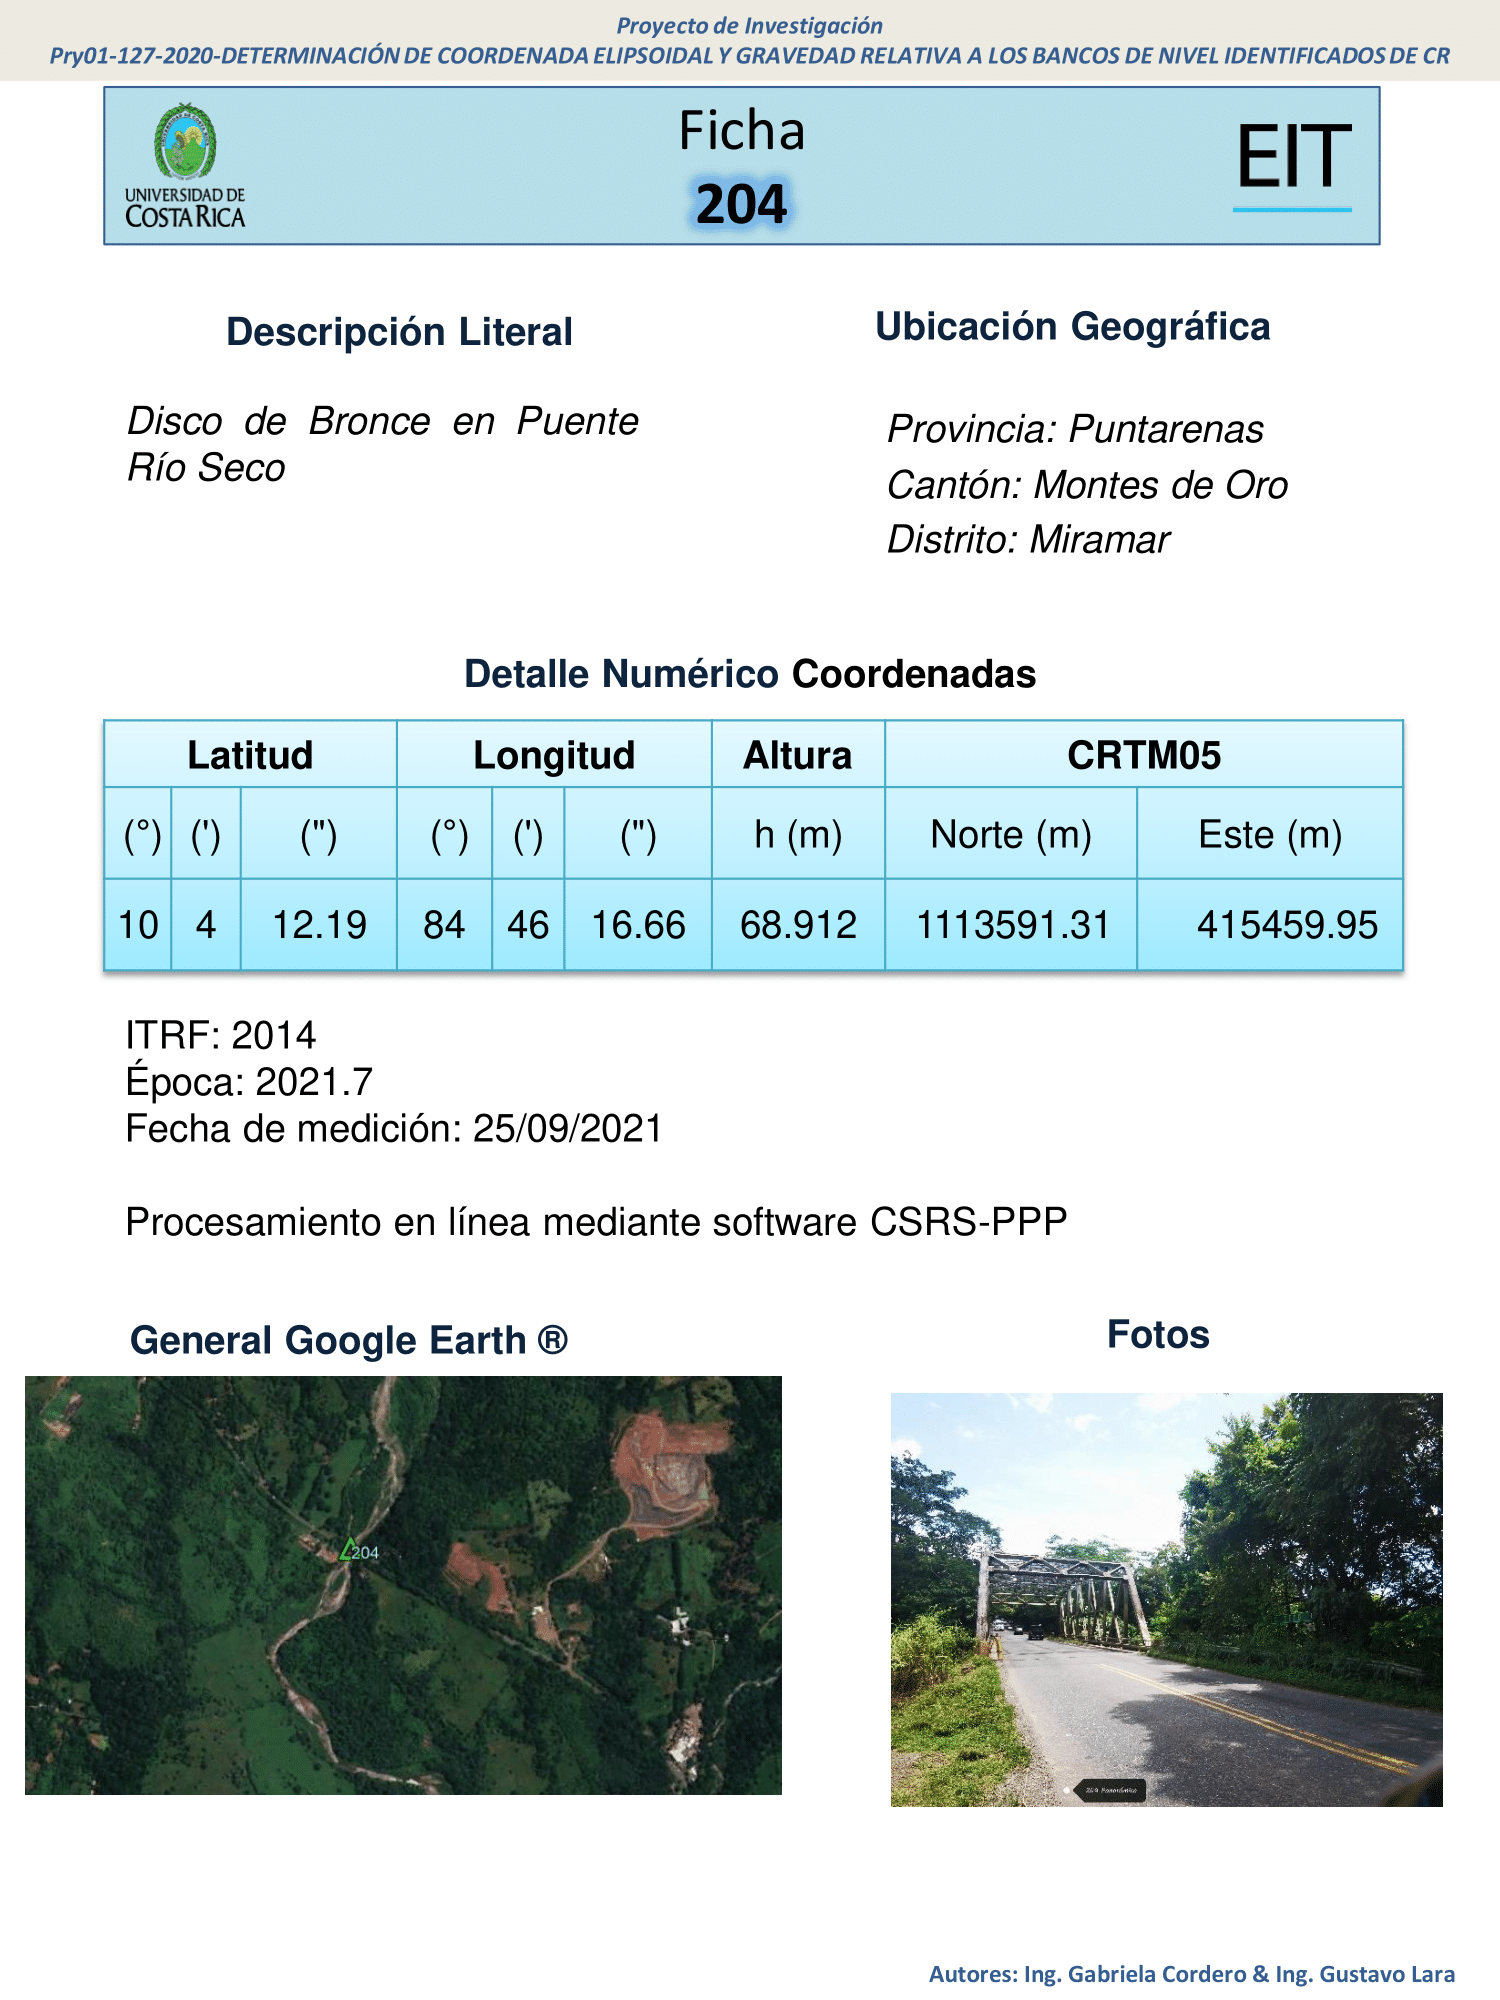 Proyecto de Investigación
Pry01-127-2020-DETERMINACIÓN DE COORDENADA ELIPSOIDAL Y GRAVEDAD RELATIVA A LOS BANCOS DE NIVEL IDENTIFICADOS DE CR
UNIVERSIDAD DE
COSTA RICA
Ficha
204
EIT
Descripción Literal
Ubicación Geográfica
Disco de Bronce en Puente
Río Seco
Provincia: Puntarenas
Cantón: Montes de Oro
Distrito: Miramar
Detalle Numérico Coordenadas
Latitud Longitud Altura CRTM05
(°) (') (") (°) (') (") h (m) Norte (m) Este (m)
10 4 12.19 84 46 16.66 68.912 1113591.31 415459.95
ITRF: 2014
Época: 2021.7
Fecha de medición: 25/09/2021
Procesamiento en línea mediante software CSRS-PPP
General Google Earth ®
Fotos
204
204 Panorámica
Autores: Ing. Gabriela Cordero & Ing. Gustavo Lara